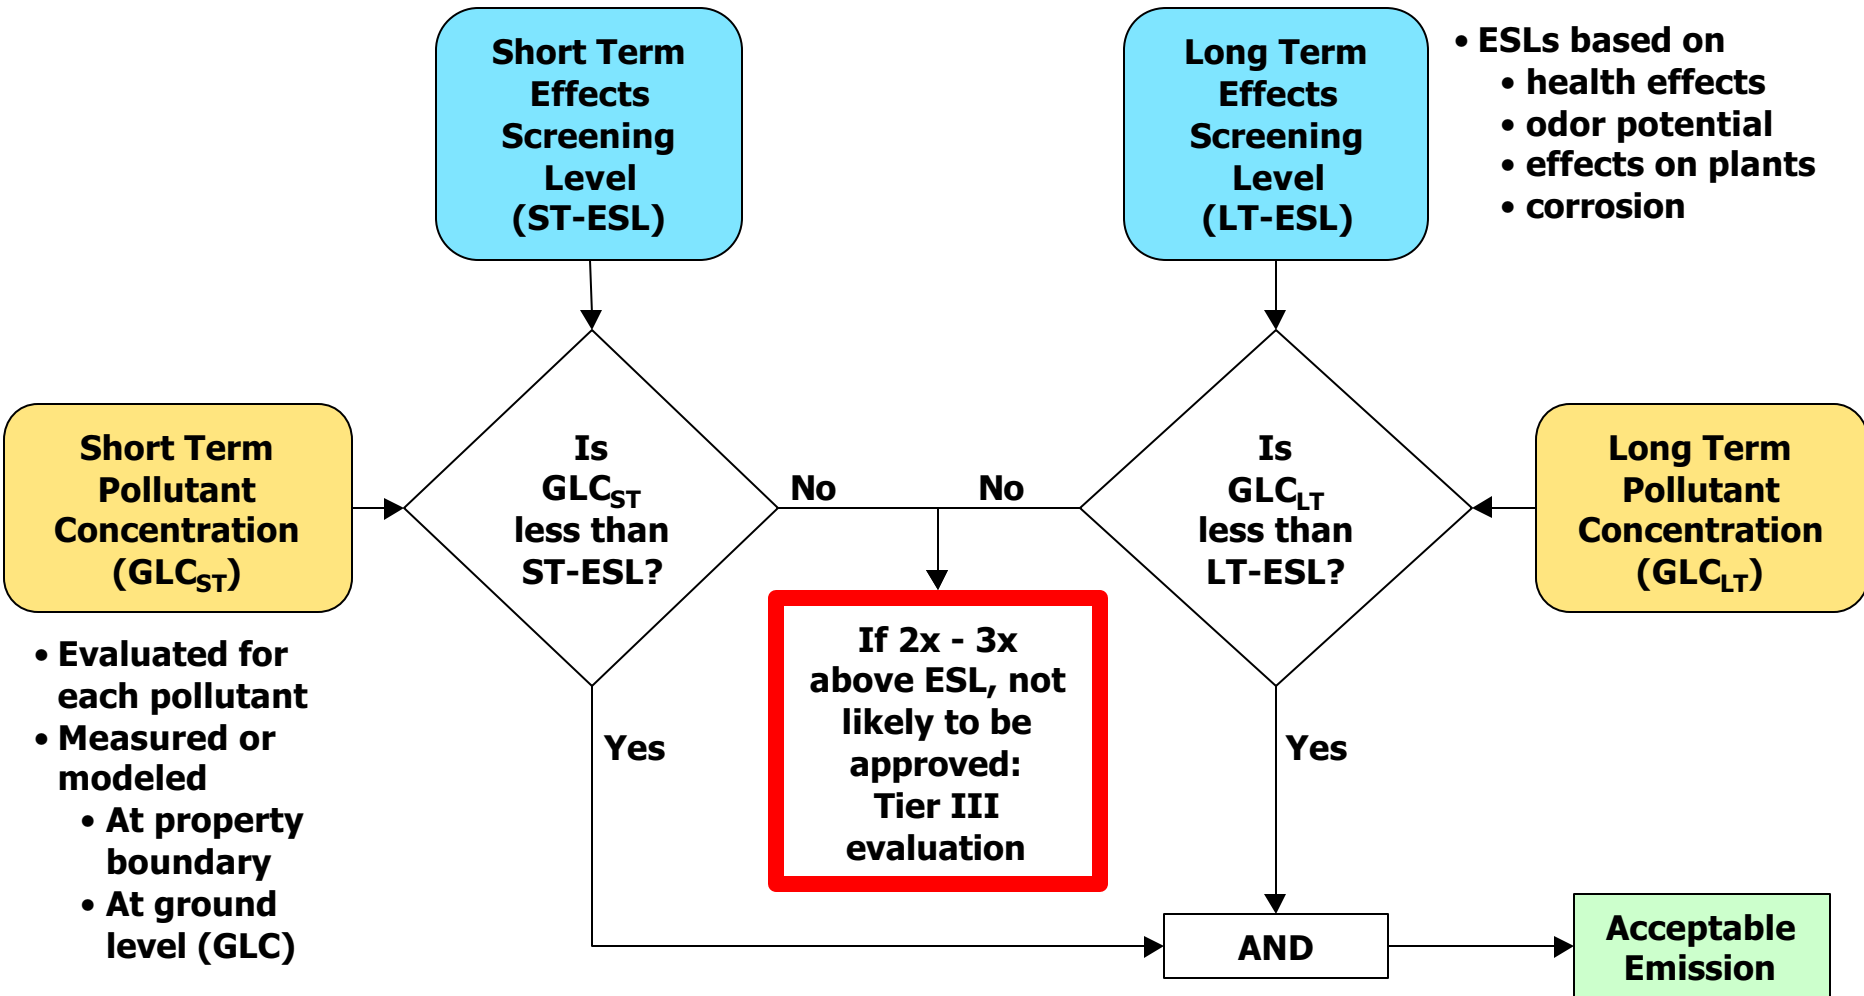 Short Term
Effects
Screening
Level
(ST-ESL)
Long Term
Effects
Screening
Level
(LT-ESL)
• ESLs based on
• health effects
• odor potential
• effects on plants
• corrosion
Short Term
Pollutant
Concentration
(GLC_ST)
Is
GLC_ST
less than
ST-ESL?
No
No
Is
GLC_LT
less than
LT-ESL?
Long Term
Pollutant
Concentration
(GLC_LT)
• Evaluated for
each pollutant
• Measured or
modeled
• At property
boundary
• At ground
level (GLC)
Yes
If 2x - 3x
above ESL, not
likely to be
approved:
Tier III
evaluation
Yes
AND
Acceptable
Emission